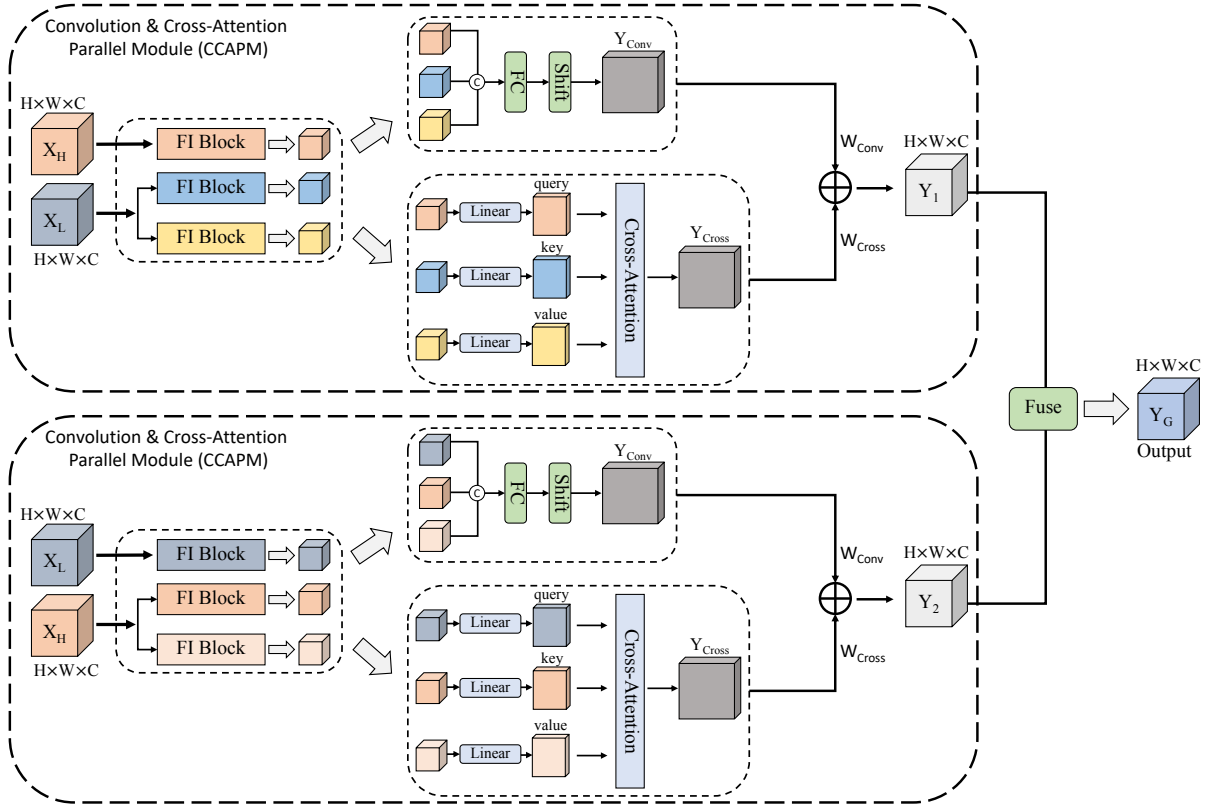 Convolution & Cross-Attention
Parallel Module (CCAPM)
H×W×C
X_H
X_L
H×W×C
FI Block
FI Block
FI Block
C
FC
Shift
Y_Conv
query
Linear
key
Linear
value
Linear
Cross-Attention
Y_Cross
W_Conv
W_Cross
H×W×C
Y_1
Convolution & Cross-Attention
Parallel Module (CCAPM)
H×W×C
X_L
X_H
H×W×C
FI Block
FI Block
FI Block
C
FC
Shift
Y_Conv
query
Linear
key
Linear
value
Linear
Cross-Attention
Y_Cross
W_Conv
W_Cross
H×W×C
Y_2
Fuse
H×W×C
Y_G
Output